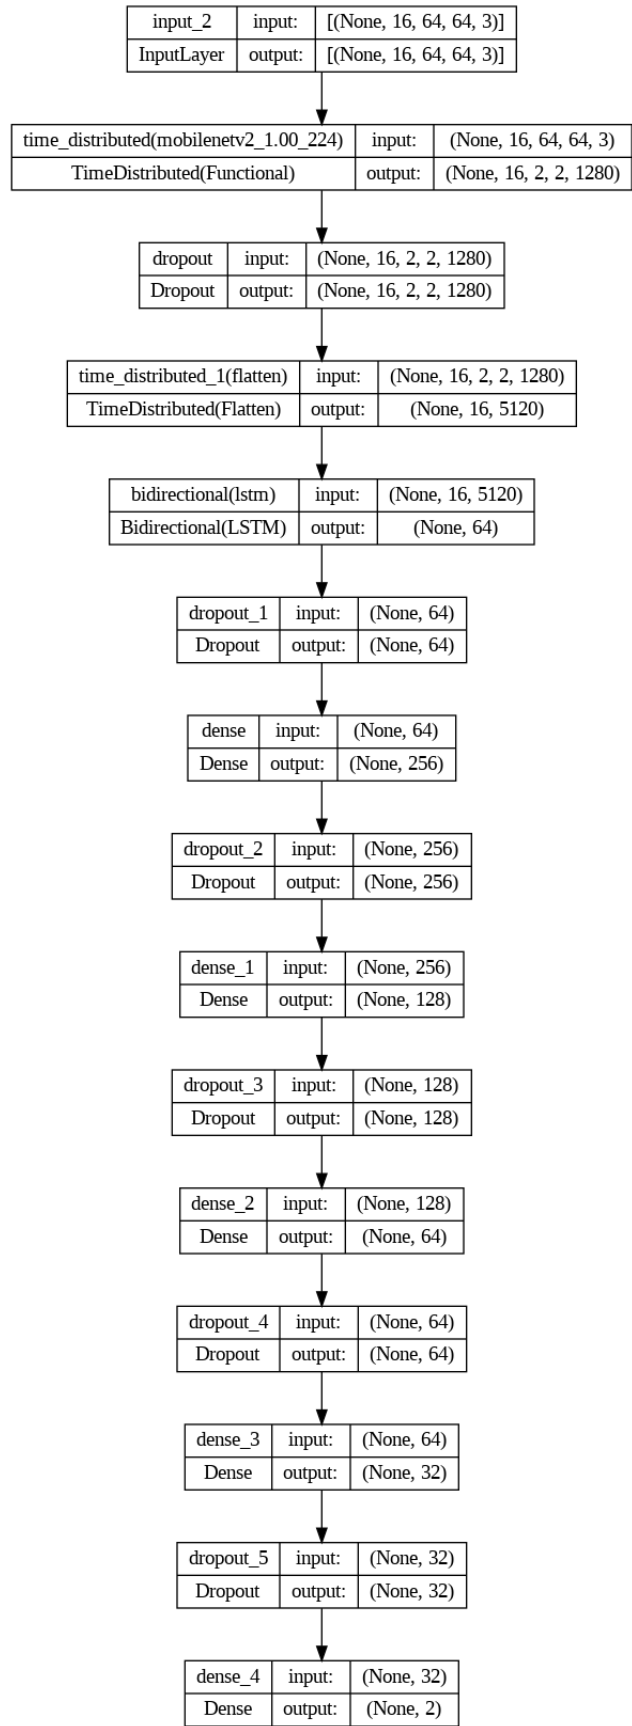 input_2 input: [(None, 16, 64, 64, 3)]
InputLayer output: [(None, 16, 64, 64, 3)]
time_distributed(mobilenetv2_1.00_224) input: (None, 16, 64, 64, 3)
TimeDistributed(Functional) output: (None, 16, 2, 2, 1280)
dropout input: (None, 16, 2, 2, 1280)
Dropout output: (None, 16, 2, 2, 1280)
time_distributed_1(flatten) input: (None, 16, 2, 2, 1280)
TimeDistributed(Flatten) output: (None, 16, 5120)
bidirectional(lstm) input: (None, 16, 5120)
Bidirectional(LSTM) output: (None, 64)
dropout_1 input: (None, 64)
Dropout output: (None, 64)
dense input: (None, 64)
Dense output: (None, 256)
dropout_2 input: (None, 256)
Dropout output: (None, 256)
dense_1 input: (None, 256)
Dense output: (None, 128)
dropout_3 input: (None, 128)
Dropout output: (None, 128)
dense_2 input: (None, 128)
Dense output: (None, 64)
dropout_4 input: (None, 64)
Dropout output: (None, 64)
dense_3 input: (None, 64)
Dense output: (None, 32)
dropout_5 input: (None, 32)
Dropout output: (None, 32)
dense_4 input: (None, 32)
Dense output: (None, 2)